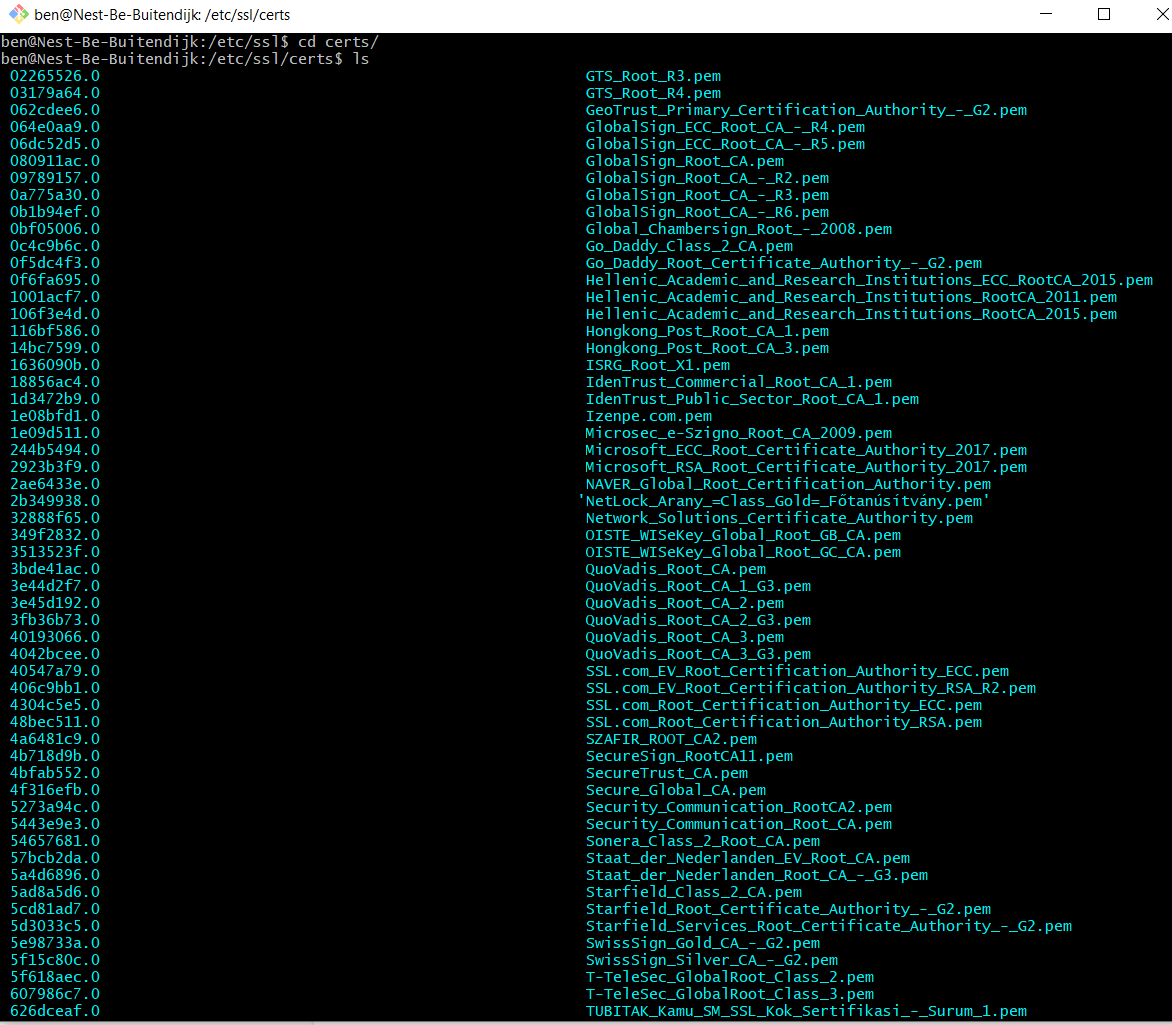 ben@Nest-Be-Buitendijk: /etc/ssl/certs
ben@Nest-Be-Buitendijk:/etc/ssl$ cd certs/
ben@Nest-Be-Buitendijk:/etc/ssl/certs$ ls
02265526.0 GTS_Root_R3.pem
03179a64.0 GTS_Root_R4.pem
062cdee6.0 GeoTrust_Primary_Certification_Authority_-_G2.pem
064e0aa9.0 GlobalSign_ECC_Root_CA_-_R4.pem
06dc52d5.0 GlobalSign_ECC_Root_CA_-_R5.pem
080911ac.0 GlobalSign_Root_CA.pem
09789157.0 GlobalSign_Root_CA_-_R2.pem
0a775a30.0 GlobalSign_Root_CA_-_R3.pem
0b1b94ef.0 GlobalSign_Root_CA_-_R6.pem
0bf05006.0 Global_Chambersign_Root_-_2008.pem
0c4c9b6c.0 Go_Daddy_Class_2_CA.pem
0f5dc4f3.0 Go_Daddy_Root_Certificate_Authority_-_G2.pem
0f6fa695.0 Hellenic_Academic_and_Research_Institutions_ECC_RootCA_2015.pem
1001acf7.0 Hellenic_Academic_and_Research_Institutions_RootCA_2011.pem
106f3e4d.0 Hellenic_Academic_and_Research_Institutions_RootCA_2015.pem
116bf586.0 Hongkong_Post_Root_CA_1.pem
14bc7599.0 Hongkong_Post_Root_CA_3.pem
1636090b.0 ISRG_Root_X1.pem
18856ac4.0 IdenTrust_Commercial_Root_CA_1.pem
1d3472b9.0 IdenTrust_Public_Sector_Root_CA_1.pem
1e08bfd1.0 Izenpe.com.pem
1e09d511.0 Microsec_e-Szigno_Root_CA_2009.pem
244b5494.0 Microsoft_ECC_Root_Certificate_Authority_2017.pem
2923b3f9.0 Microsoft_RSA_Root_Certificate_Authority_2017.pem
2ae6433e.0 NAVER_Global_Root_Certification_Authority.pem
2b349938.0 'NetLock_Arany_=Class_Gold=_Főtanúsítvány.pem'
32888f65.0 Network_Solutions_Certificate_Authority.pem
349f2832.0 OISTE_WISeKey_Global_Root_GB_CA.pem
3513523f.0 OISTE_WISeKey_Global_Root_GC_CA.pem
3bde41ac.0 QuoVadis_Root_CA.pem
3e44d2f7.0 QuoVadis_Root_CA_1_G3.pem
3e45d192.0 QuoVadis_Root_CA_2.pem
3fb36b73.0 QuoVadis_Root_CA_2_G3.pem
40193066.0 QuoVadis_Root_CA_3.pem
4042bcee.0 QuoVadis_Root_CA_3_G3.pem
40547a79.0 SSL.com_EV_Root_Certification_Authority_ECC.pem
406c9bb1.0 SSL.com_EV_Root_Certification_Authority_RSA_R2.pem
4304c5e5.0 SSL.com_Root_Certification_Authority_ECC.pem
48bec511.0 SSL.com_Root_Certification_Authority_RSA.pem
4a6481c9.0 SZAFIR_ROOT_CA2.pem
4b718d9b.0 SecureSign_RootCA11.pem
4bfab552.0 SecureTrust_CA.pem
4f316efb.0 Secure_Global_CA.pem
5273a94c.0 Security_Communication_RootCA2.pem
5443e9e3.0 Security_Communication_Root_CA.pem
54657681.0 Sonera_Class_2_Root_CA.pem
57bcb2da.0 Staat_der_Nederlanden_EV_Root_CA.pem
5a4d6896.0 Staat_der_Nederlanden_Root_CA_-_G3.pem
5ad8a5d6.0 Starfield_Class_2_CA.pem
5cd81ad7.0 Starfield_Root_Certificate_Authority_-_G2.pem
5d3033c5.0 Starfield_Services_Root_Certificate_Authority_-_G2.pem
5e98733a.0 SwissSign_Gold_CA_-_G2.pem
5f15c80c.0 SwissSign_Silver_CA_-_G2.pem
5f618aec.0 T-TeleSec_GlobalRoot_Class_2.pem
607986c7.0 T-TeleSec_GlobalRoot_Class_3.pem
626dceaf.0 TUBITAK_Kamu_SM_SSL_Kok_Sertifikasi_-_Surum_1.pem